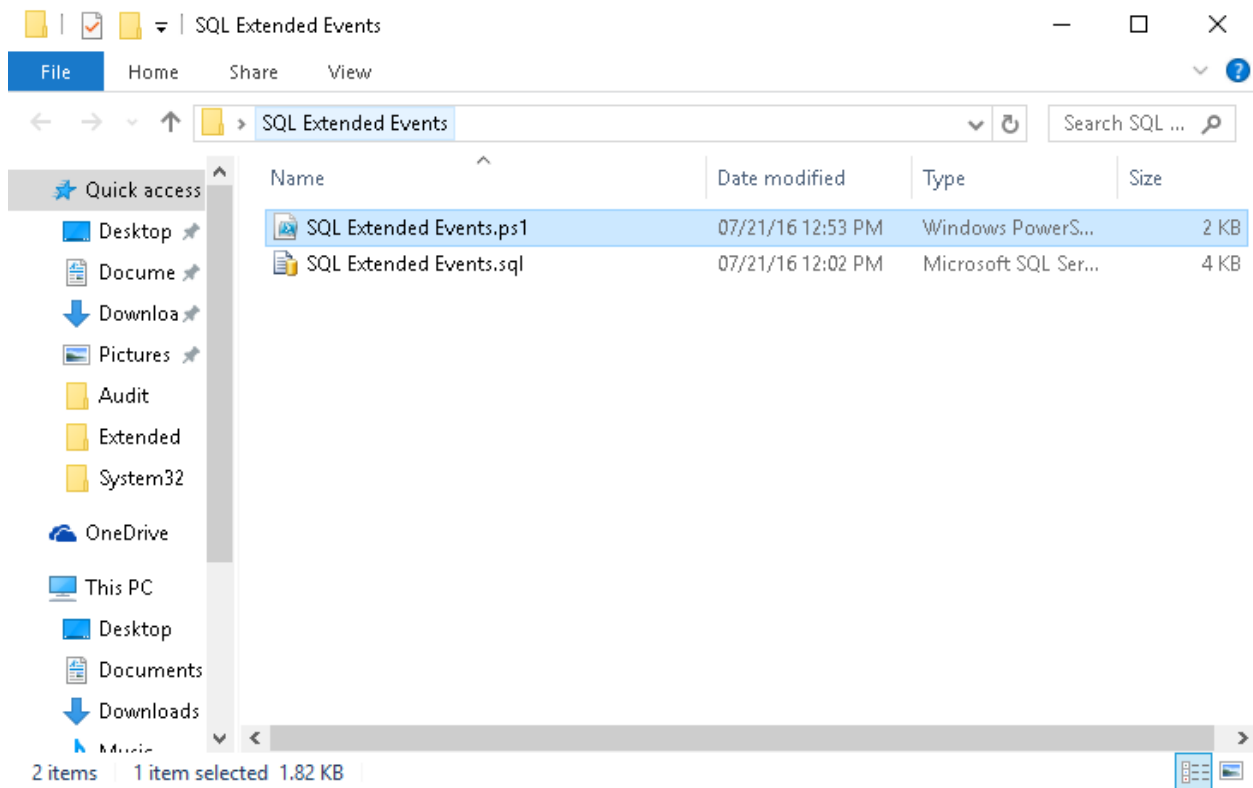 SQL Extended Events
File Home Share View
SQL Extended Events Search SQL ...
Name Date modified Type Size
Quick access
Desktop
Docume
Downloa
Pictures
Audit
Extended
System32
OneDrive
This PC
Desktop
Documents
Downloads
Music
SQL Extended Events.ps1 07/21/16 12:53 PM Windows PowerS... 2 KB
SQL Extended Events.sql 07/21/16 12:02 PM Microsoft SQL Ser... 4 KB
2 items 1 item selected 1.82 KB